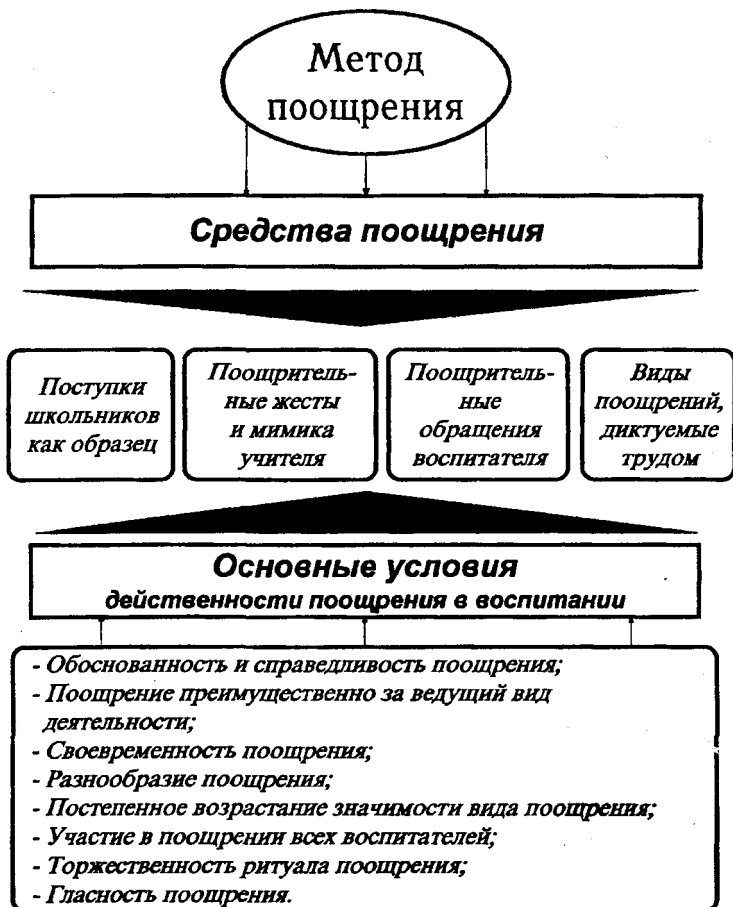 Метод
поощрения
Средства поощрения
Поступки
школьников
как образец
Поощритель-
ные жесты
и мимика
учителя
Поощритель-
ные
обращения
воспитателя
Виды
поощрений,
диктуемые
трудом
Основные условия
действенности поощрения в воспитании
- Обоснованность и справедливость поощрения;
- Поощрение преимущественно за ведущий вид
деятельности;
- Своевременность поощрения;
- Разнообразие поощрения;
- Постепенное возрастание значимости вида поощрения;
- Участие в поощрении всех воспитателей;
- Торжественность ритуала поощрения;
- Гласность поощрения.